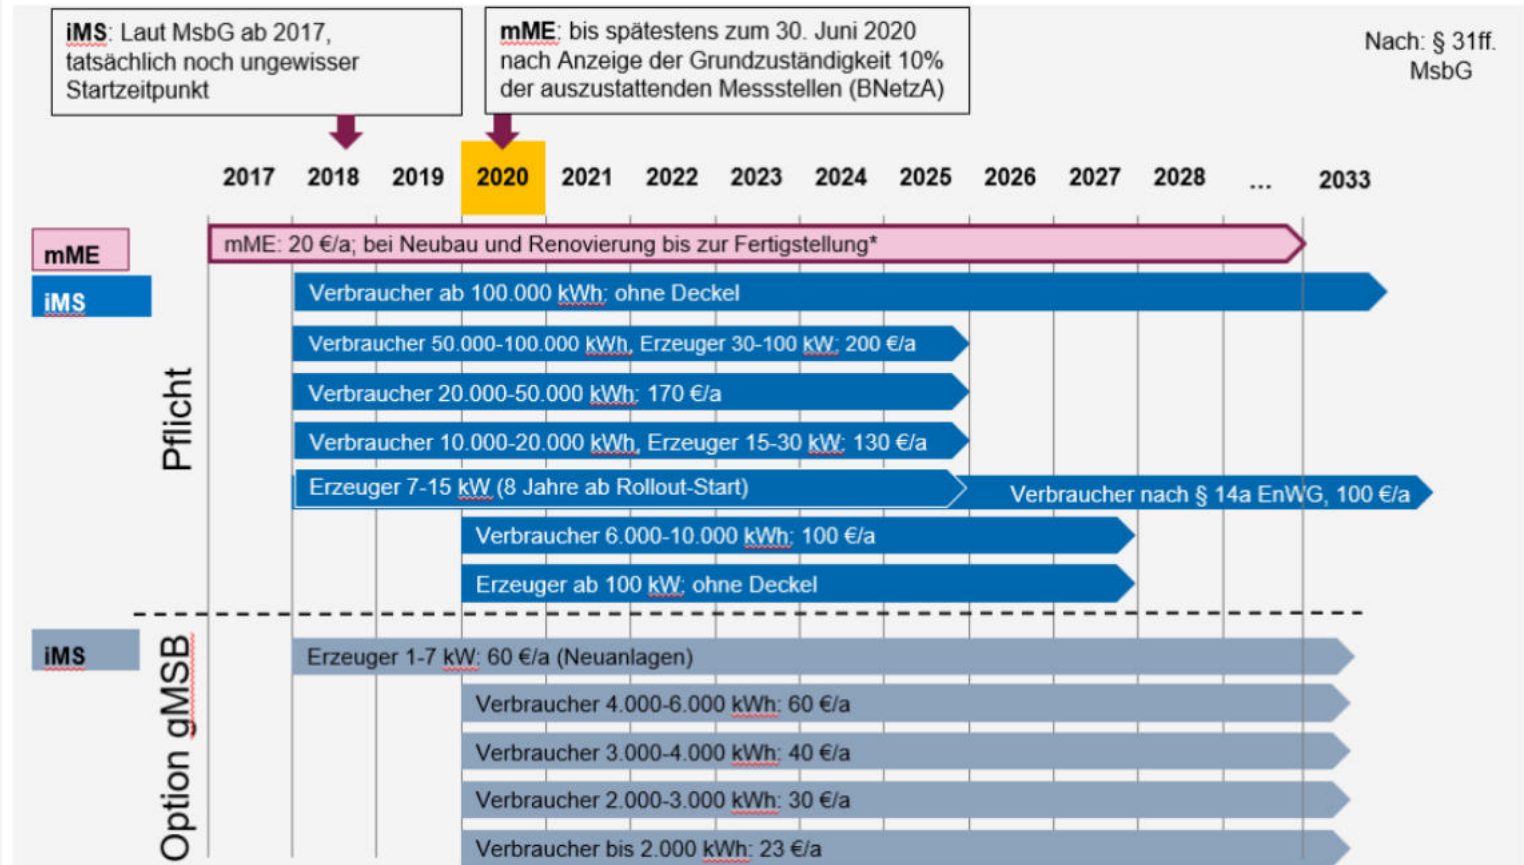 iMS: Laut MsbG ab 2017,
tatsächlich noch ungewisser
Startzeitpunkt
mME: bis spätestens zum 30. Juni 2020
nach Anzeige der Grundzuständigkeit 10%
der auszustattenden Messstellen (BNetzA)
Nach: § 31ff.
MsbG
2017 2018 2019 2020 2021 2022 2023 2024 2025 2026 2027 2028 ... 2033
mME
mME: 20 €/a; bei Neubau und Renovierung bis zur Fertigstellung*
iMS
Verbraucher ab 100.000 kWh: ohne Deckel
Pflicht
Verbraucher 50.000-100.000 kWh, Erzeuger 30-100 kW: 200 €/a
Verbraucher 20.000-50.000 kWh: 170 €/a
Verbraucher 10.000-20.000 kWh, Erzeuger 15-30 kW: 130 €/a
Erzeuger 7-15 kW (8 Jahre ab Rollout-Start)
Verbraucher nach § 14a EnWG, 100 €/a
Verbraucher 6.000-10.000 kWh: 100 €/a
Erzeuger ab 100 kW: ohne Deckel
iMS
Option gMSB
Erzeuger 1-7 kW: 60 €/a (Neuanlagen)
Verbraucher 4.000-6.000 kWh: 60 €/a
Verbraucher 3.000-4.000 kWh: 40 €/a
Verbraucher 2.000-3.000 kWh: 30 €/a
Verbraucher bis 2.000 kWh: 23 €/a